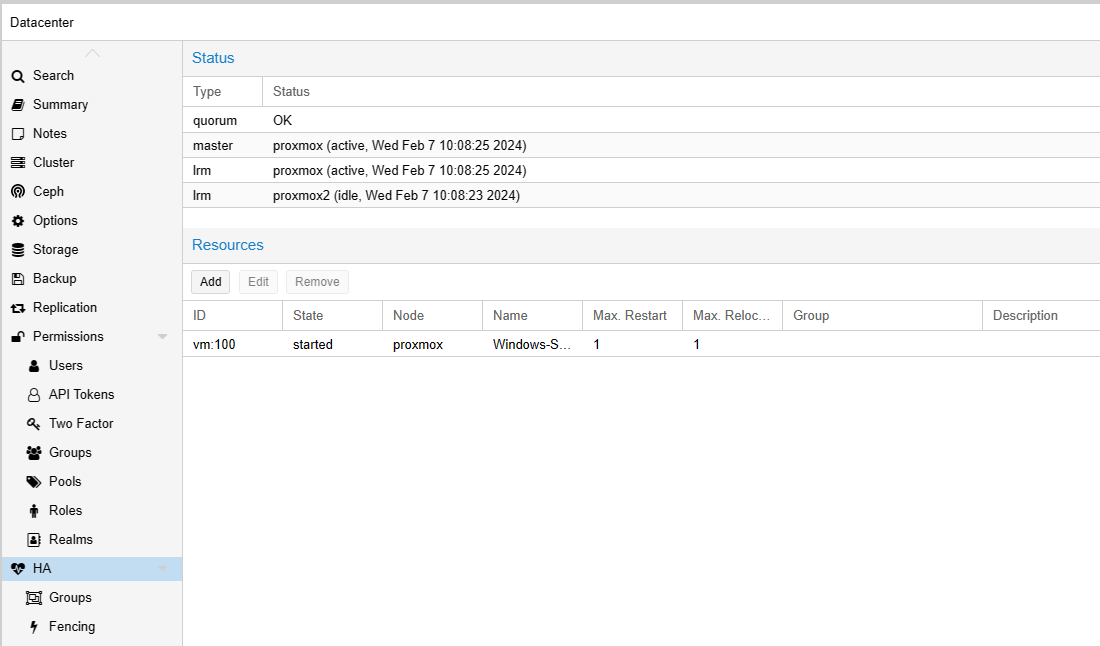 Datacenter
Search
Summary
Notes
Cluster
Ceph
Options
Storage
Backup
Replication
Permissions
Users
API Tokens
Two Factor
Groups
Pools
Roles
Realms
HA
Groups
Fencing
Status
Type Status
quorum OK
master proxmox (active, Wed Feb 7 10:08:25 2024)
lrm proxmox (active, Wed Feb 7 10:08:25 2024)
lrm proxmox2 (idle, Wed Feb 7 10:08:23 2024)
Resources
Add Edit Remove
ID State Node Name Max. Restart Max. Reloc... Group Description
vm:100 started proxmox Windows-S... 1 1